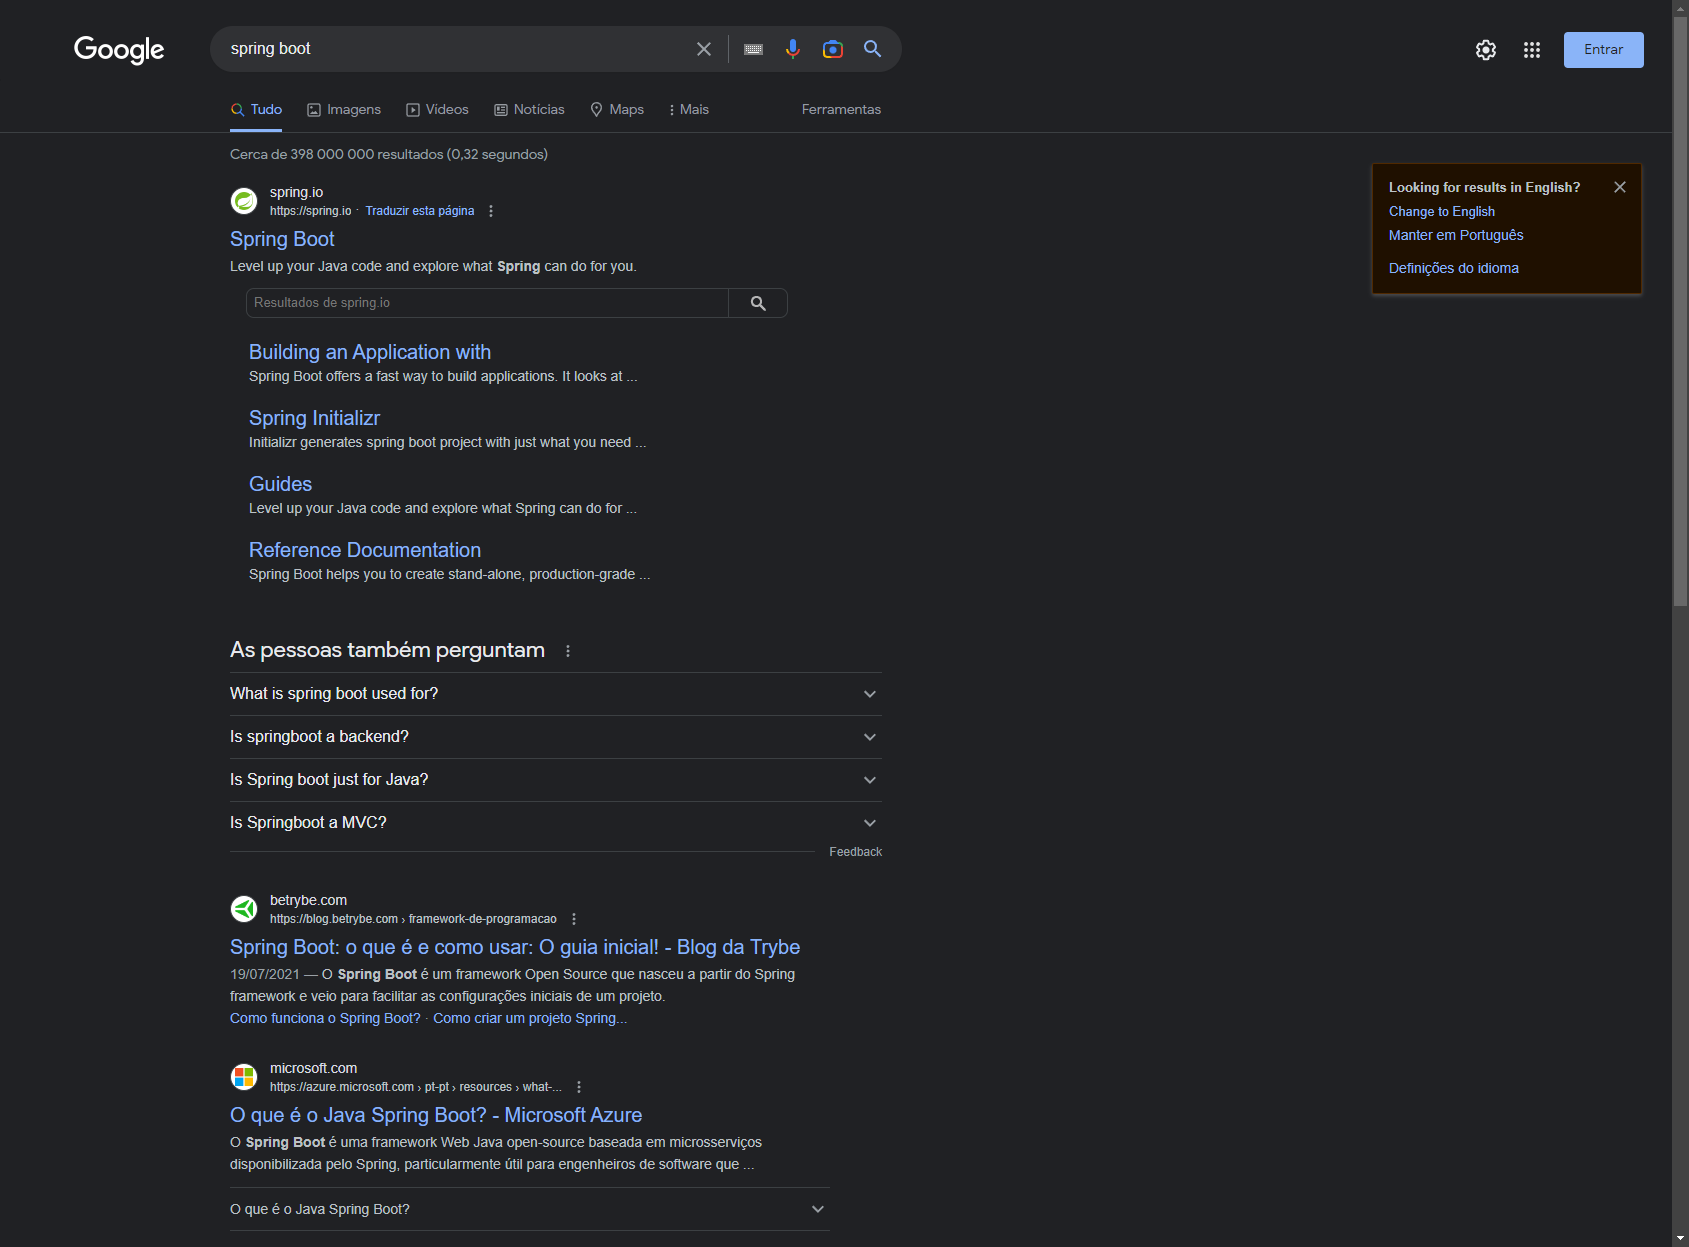 Google
spring boot
Entrar
Tudo
Imagens
Vídeos
Notícias
Maps
Mais
Ferramentas
Cerca de 398 000 000 resultados (0,32 segundos)
Looking for results in English?
Change to English
Manter em Português
Definições do idioma
spring.io
https://spring.io · Traduzir esta página
Spring Boot
Level up your Java code and explore what Spring can do for you.
Resultados de spring.io
Building an Application with
Spring Boot offers a fast way to build applications. It looks at ...
Spring Initializr
Initializr generates spring boot project with just what you need ...
Guides
Level up your Java code and explore what Spring can do for ...
Reference Documentation
Spring Boot helps you to create stand-alone, production-grade ...
As pessoas também perguntam
What is spring boot used for?
Is springboot a backend?
Is Spring boot just for Java?
Is Springboot a MVC?
Feedback
betrybe.com
https://blog.betrybe.com › framework-de-programacao
Spring Boot: o que é e como usar: O guia inicial! - Blog da Trybe
19/07/2021 — O Spring Boot é um framework Open Source que nasceu a partir do Spring
framework e veio para facilitar as configurações iniciais de um projeto.
Como funciona o Spring Boot? · Como criar um projeto Spring...
microsoft.com
https://azure.microsoft.com › pt-pt › resources › what-...
O que é o Java Spring Boot? - Microsoft Azure
O Spring Boot é uma framework Web Java open-source baseada em microsserviços
disponibilizada pelo Spring, particularmente útil para engenheiros de software que ...
O que é o Java Spring Boot?